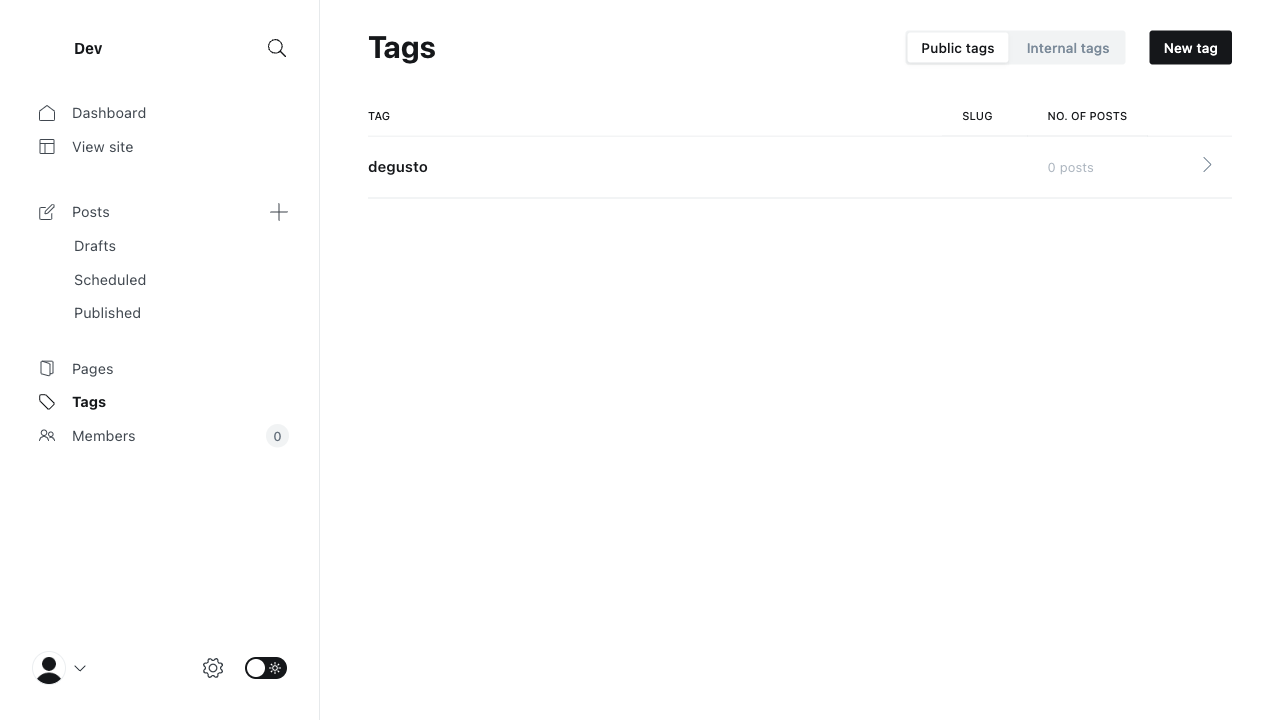 Dev
Dashboard
View site
Posts
Drafts
Scheduled
Published
Pages
Tags
Members 0
Tags
Public tags Internal tags New tag
TAG SLUG NO. OF POSTS
degusto 0 posts